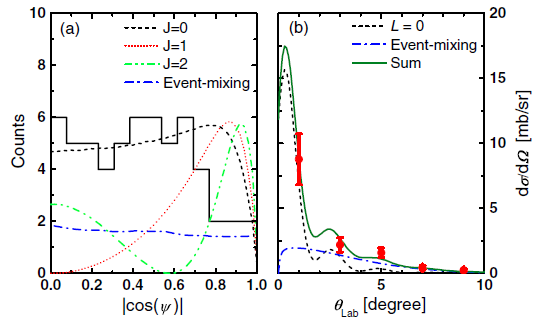 (a)
J=0
J=1
J=2
Event-mixing
Counts
10
8
6
4
2
0
0.0 0.2 0.4 0.6 0.8 1.0
|cos(ψ)|
(b)
L = 0
Event-mixing
Sum
20
15
10
5
0
dσ/dΩ [mb/sr]
0 5 10
θLab [degree]